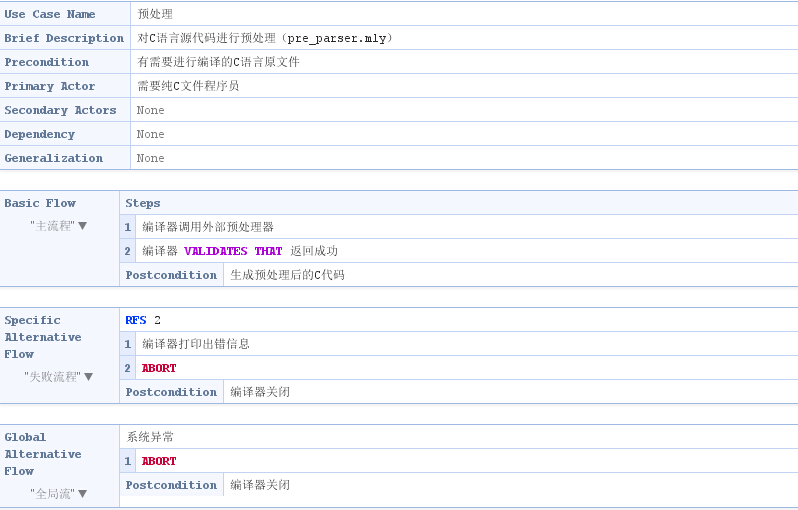 Use Case Name 预处理
Brief Description 对C语言源代码进行预处理（pre_parser.mly）
Precondition 有需要进行编译的C语言原文件
Primary Actor 需要纯C文件程序员
Secondary Actors None
Dependency None
Generalization None
Basic Flow Steps
"主流程"▼
1 编译器调用外部预处理器
2 编译器 VALIDATES THAT 返回成功
Postcondition 生成预处理后的C代码
Specific
Alternative
Flow
"失败流程"▼
RFS 2
1 编译器打印出错信息
2 ABORT
Postcondition 编译器关闭
Global
Alternative
Flow
"全局流"▼
系统异常
1 ABORT
Postcondition 编译器关闭